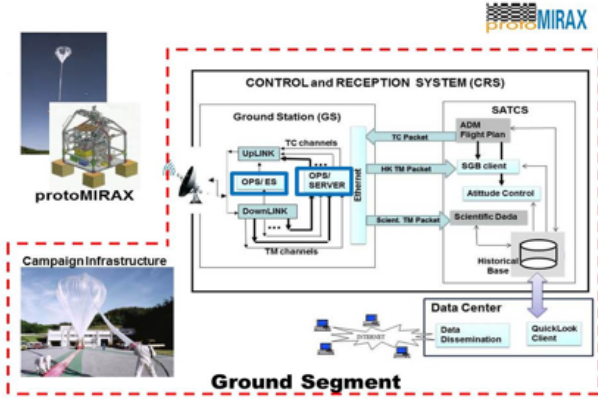 protoMIRAX
CONTROL and RECEPTION SYSTEM (CRS)
Ground Station (GS)
SATCS
TC channels
UpLINK
OPS/ ES
OPS/
SERVER
DownLINK
TM channels
Ethernet
TC Packet
HK TM Packet
Scient. TM Packet
ADM
Flight Plan
SGB client
Atitude Control
Scientific Dada
Historical
Base
protoMIRAX
Campaign Infrastructure
Data Center
INTERNET
Data
Dissemination
QuickLook
Client
Ground Segment